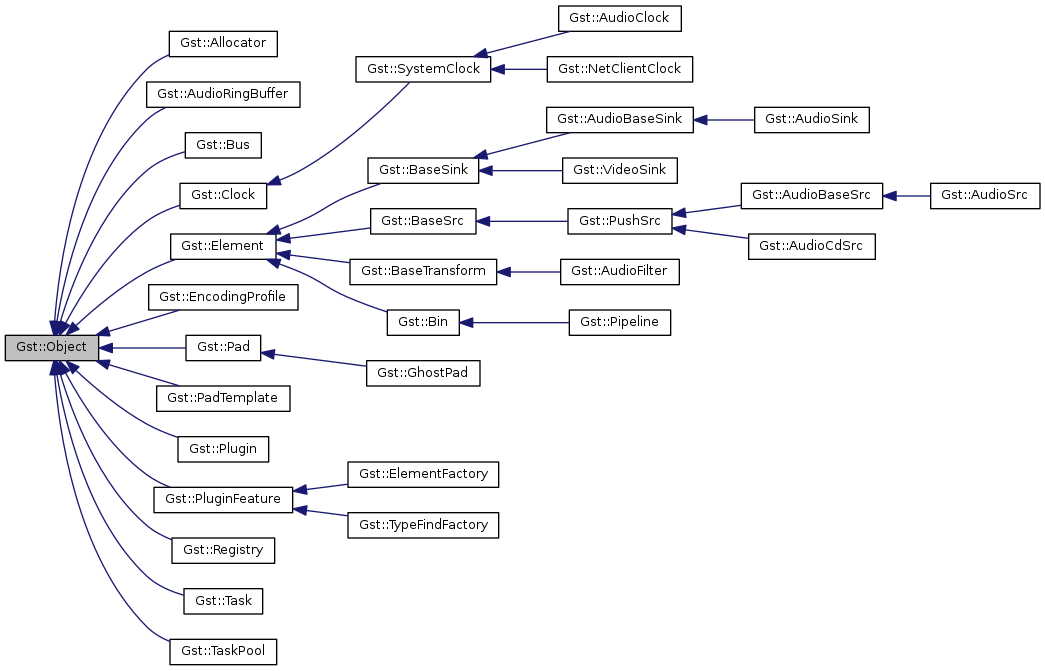 Gst::AudioClock
Gst::Allocator
Gst::SystemClock
Gst::NetClientClock
Gst::AudioRingBuffer
Gst::AudioBaseSink
Gst::AudioSink
Gst::Bus
Gst::BaseSink
Gst::VideoSink
Gst::Clock
Gst::AudioBaseSrc
Gst::AudioSrc
Gst::BaseSrc
Gst::PushSrc
Gst::Element
Gst::AudioCdSrc
Gst::BaseTransform
Gst::AudioFilter
Gst::EncodingProfile
Gst::Bin
Gst::Pipeline
Gst::Object
Gst::Pad
Gst::GhostPad
Gst::PadTemplate
Gst::Plugin
Gst::ElementFactory
Gst::PluginFeature
Gst::TypeFindFactory
Gst::Registry
Gst::Task
Gst::TaskPool